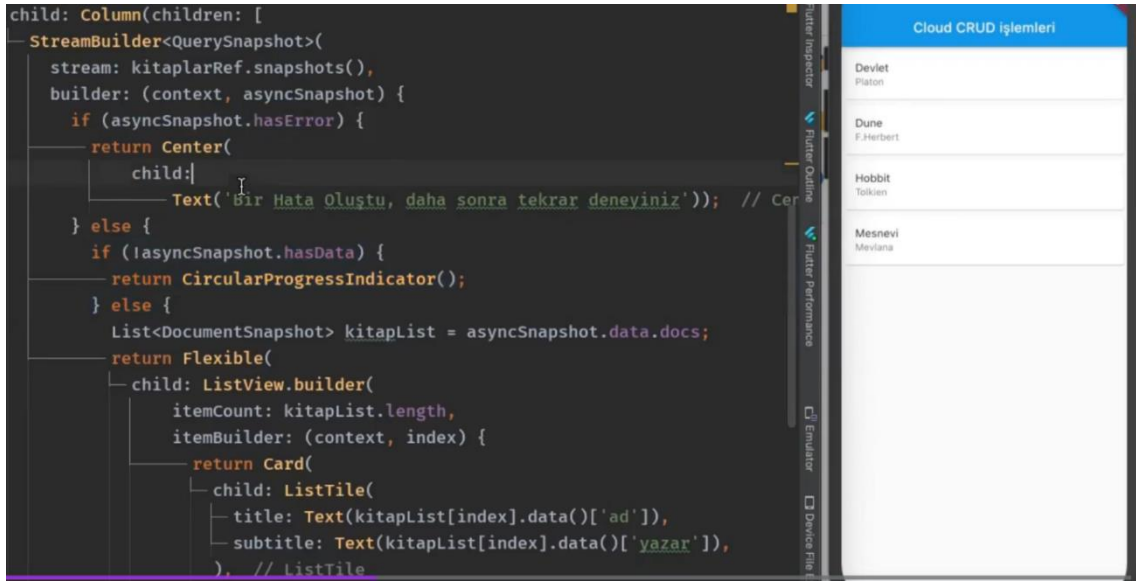 child: Column(children: [
StreamBuilder<QuerySnapshot>(
stream: kitaplarRef.snapshots(),
builder: (context, asyncSnapshot) {
if (asyncSnapshot.hasError) {
return Center(
child:
Text('Bir Hata Oluştu, daha sonra tekrar deneyiniz')); // Cen
} else {
if (!asyncSnapshot.hasData) {
return CircularProgressIndicator();
} else {
List<DocumentSnapshot> kitapList = asyncSnapshot.data.docs;
return Flexible(
child: ListView.builder(
itemCount: kitapList.length,
itemBuilder: (context, index) {
return Card(
child: ListTile(
title: Text(kitapList[index].data()['ad']),
subtitle: Text(kitapList[index].data()['yazar']),
), // ListTile
Flutter Inspector
Flutter Outline
Flutter Performance
Emulator
Device File
Cloud CRUD işlemleri
Devlet
Platon
Dune
F.Herbert
Hobbit
Tolkien
Mesnevi
Mevlana